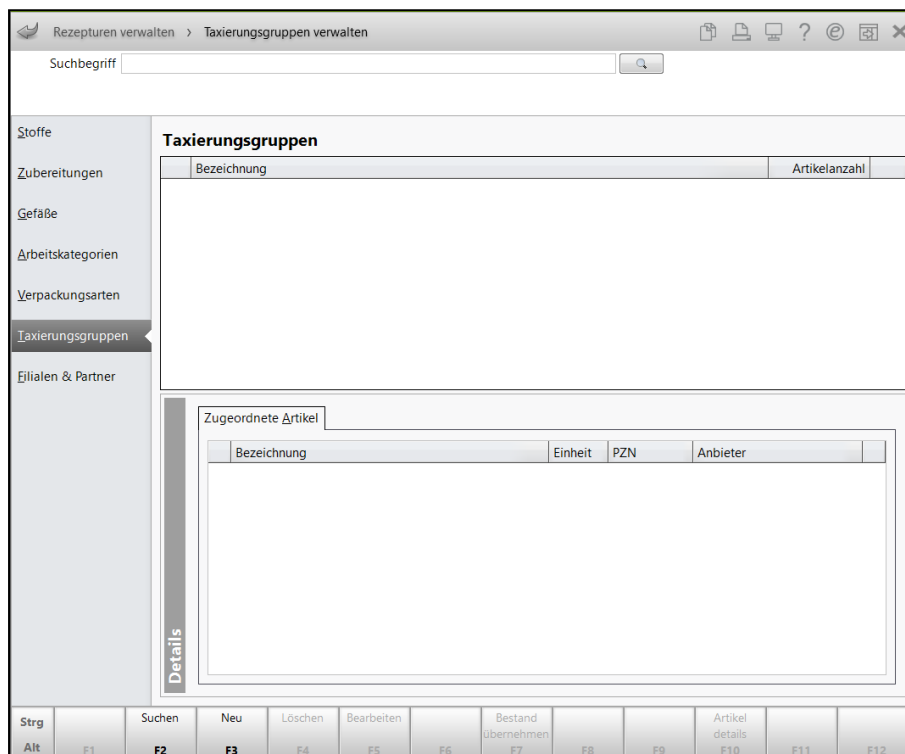 Rezepturen verwalten > Taxierungsgruppen verwalten
Suchbegriff
Stoffe
Zubereitungen
Gefäße
Arbeitskategorien
Verpackungsarten
Taxierungsgruppen
Filialen & Partner
Taxierungsgruppen
Bezeichnung Artikelanzahl
Zugeordnete Artikel
Bezeichnung Einheit PZN Anbieter
Details
Strg Suchen Neu Löschen Bearbeiten Bestand übernehmen Artikel details
Alt F1 F2 F3 F4 F5 F6 F7 F8 F9 F10 F11 F12